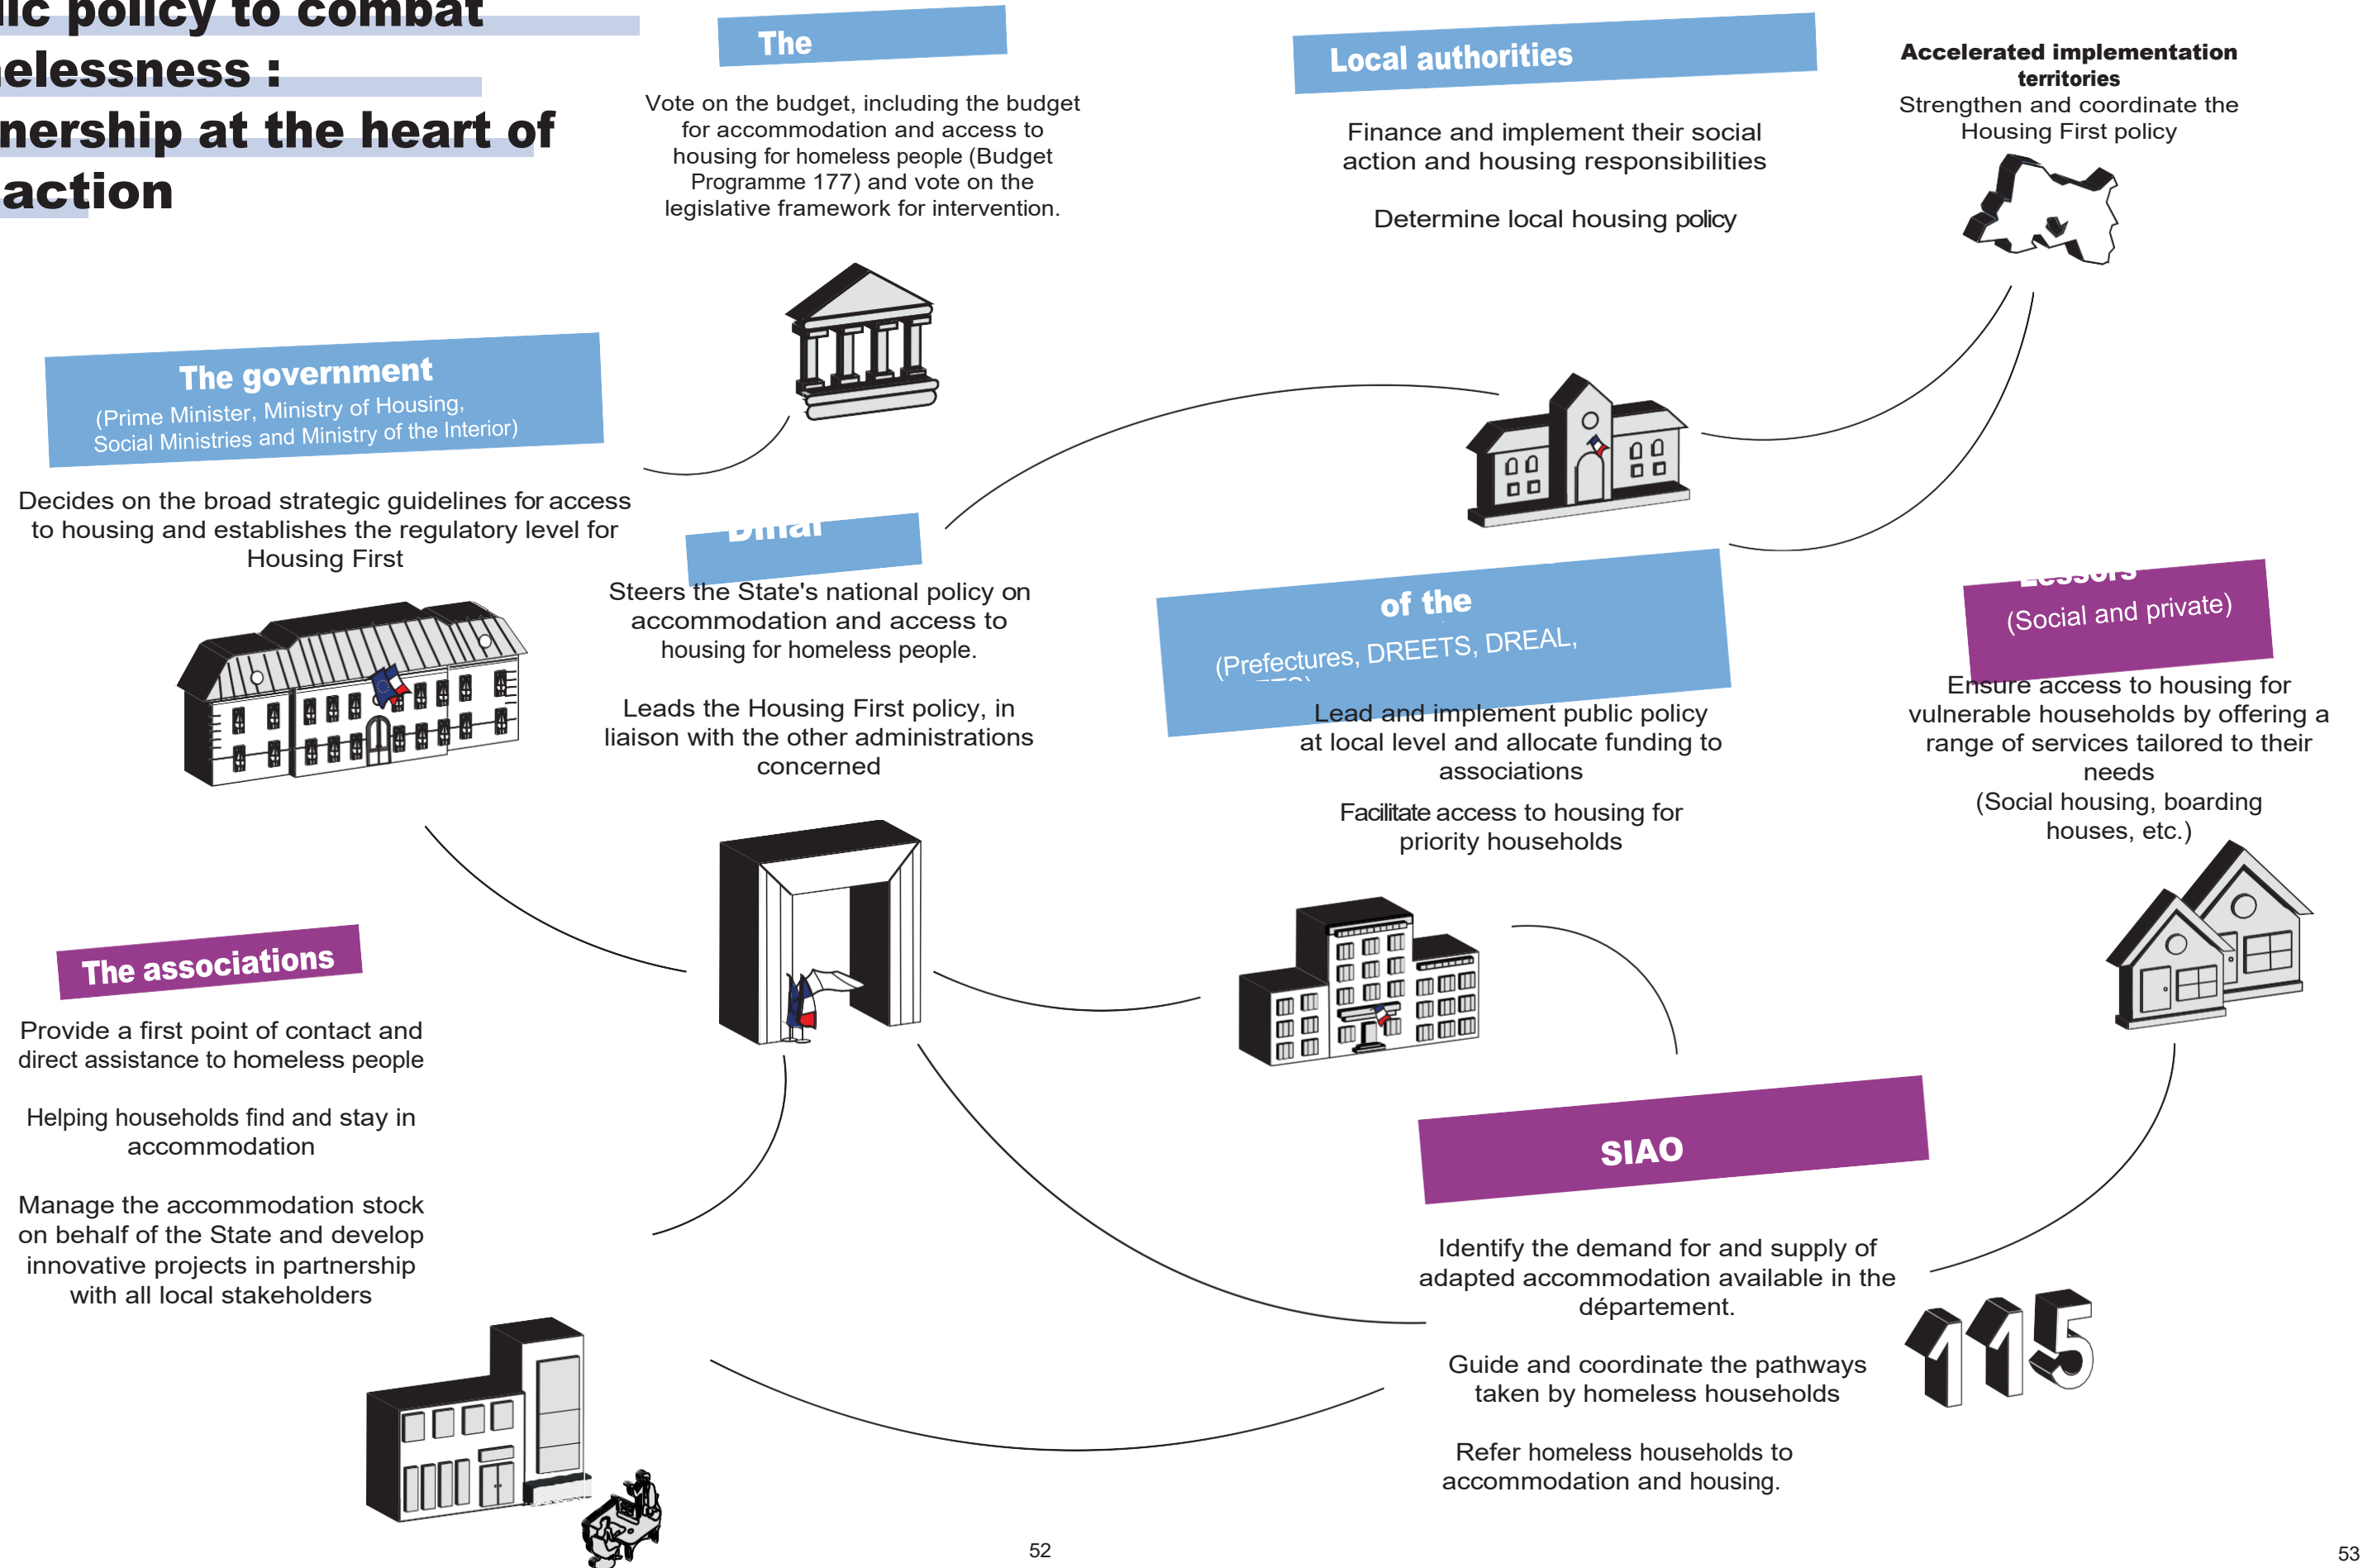 ic policy to combat
elessness :
nership at the heart of
action
The
Vote on the budget, including the budget
for accommodation and access to
housing for homeless people (Budget
Programme 177) and vote on the
legislative framework for intervention.
Local authorities
Finance and implement their social
action and housing responsibilities
Determine local housing policy
Accelerated implementation
territories
Strengthen and coordinate the
Housing First policy
The government
(Prime Minister, Ministry of Housing,
Social Ministries and Ministry of the Interior)
Decides on the broad strategic guidelines for access
to housing and establishes the regulatory level for
Housing First
Dihal
Steers the State's national policy on
accommodation and access to
housing for homeless people.
Leads the Housing First policy, in
liaison with the other administrations
concerned
of the
(Prefectures, DREETS, DREAL,
Lead and implement public policy
at local level and allocate funding to
associations
Facilitate access to housing for
priority households
Lessors
(Social and private)
Ensure access to housing for
vulnerable households by offering a
range of services tailored to their
needs
(Social housing, boarding
houses, etc.)
The associations
Provide a first point of contact and
direct assistance to homeless people
Helping households find and stay in
accommodation
Manage the accommodation stock
on behalf of the State and develop
innovative projects in partnership
with all local stakeholders
SIAO
Identify the demand for and supply of
adapted accommodation available in the
département.
Guide and coordinate the pathways
taken by homeless households
Refer homeless households to
accommodation and housing.
115
52
53